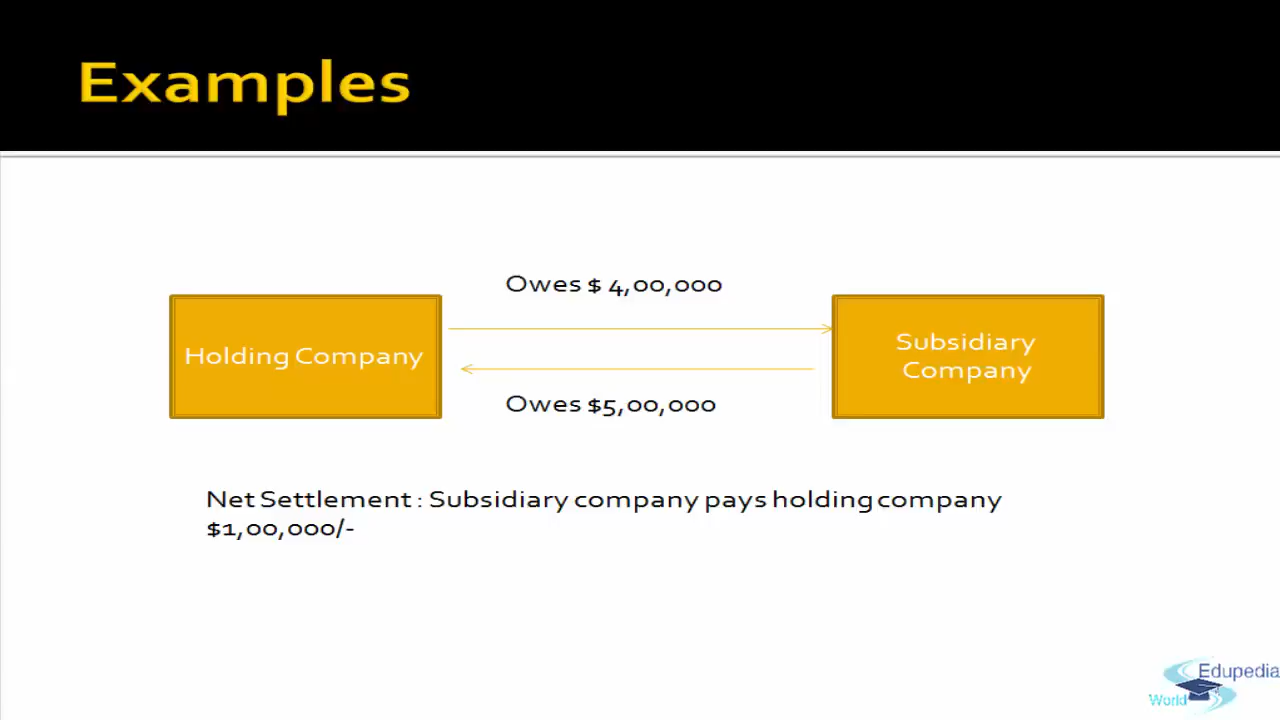 Examples
Owes $ 4,00,000
Holding Company
Subsidiary
Company
Owes $5,00,000
Net Settlement : Subsidiary company pays holding company
$1,00,000/-
Edupedia
World